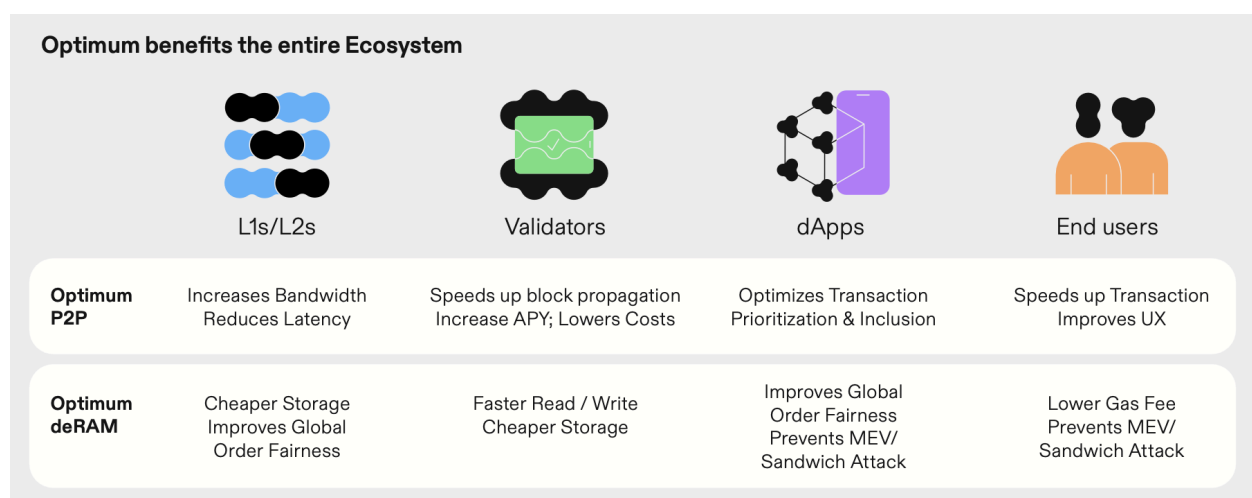 Optimum benefits the entire Ecosystem
L1s/L2s
Validators
dApps
End users
Optimum
P2P
Increases Bandwidth
Reduces Latency
Speeds up block propagation
Increase APY; Lowers Costs
Optimizes Transaction
Prioritization & Inclusion
Speeds up Transaction
Improves UX
Optimum
deRAM
Cheaper Storage
Improves Global
Order Fairness
Faster Read / Write
Cheaper Storage
Improves Global
Order Fairness
Prevents MEV/
Sandwich Attack
Lower Gas Fee
Prevents MEV/
Sandwich Attack